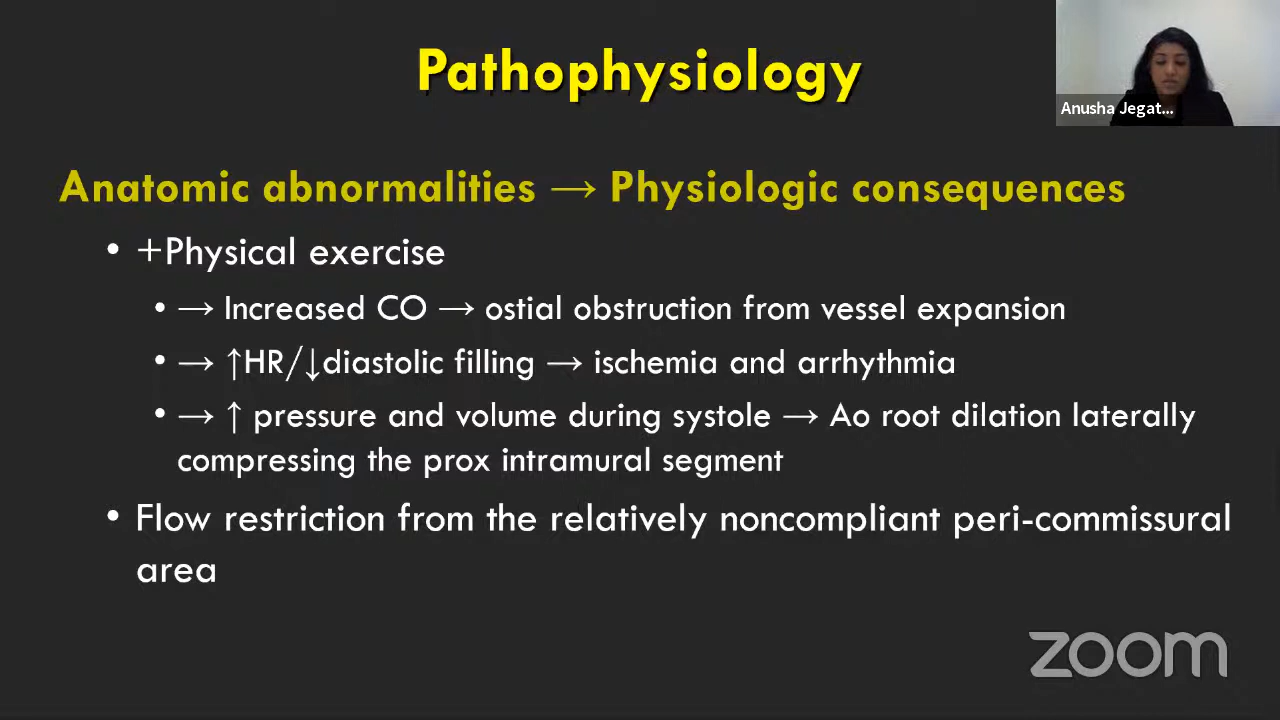 Pathophysiology
Anusha Jegat...
Anatomic abnormalities → Physiologic consequences
• +Physical exercise
• → Increased CO → ostial obstruction from vessel expansion
• → ↑HR/↓diastolic filling → ischemia and arrhythmia
• → ↑ pressure and volume during systole → Ao root dilation laterally
compressing the prox intramural segment
• Flow restriction from the relatively noncompliant peri-commissural
area
zoom